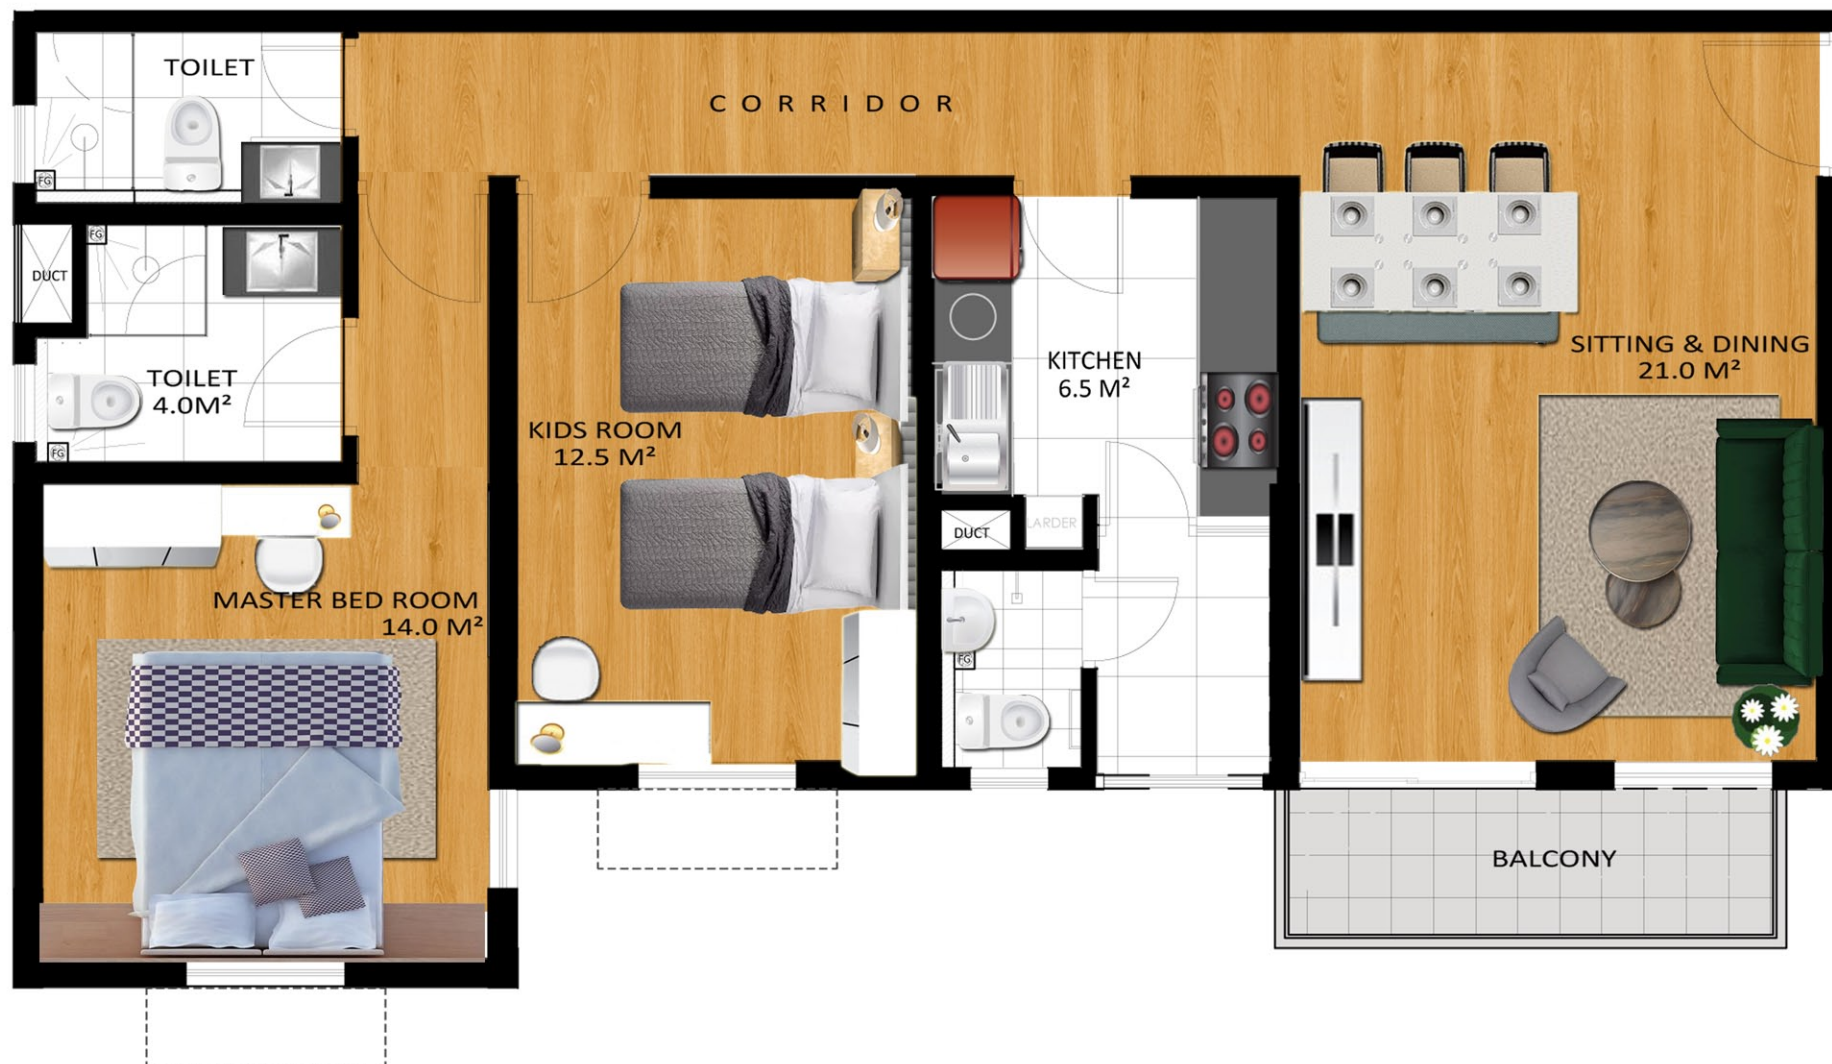 TOILET
CORRIDOR
FG
FG
DUCT
TOILET
4.0M²
FG
KIDS ROOM
12.5 M²
KITCHEN
6.5 M²
SITTING & DINING
21.0 M²
DUCT
LARDER
MASTER BED ROOM
14.0 M²
FG
BALCONY